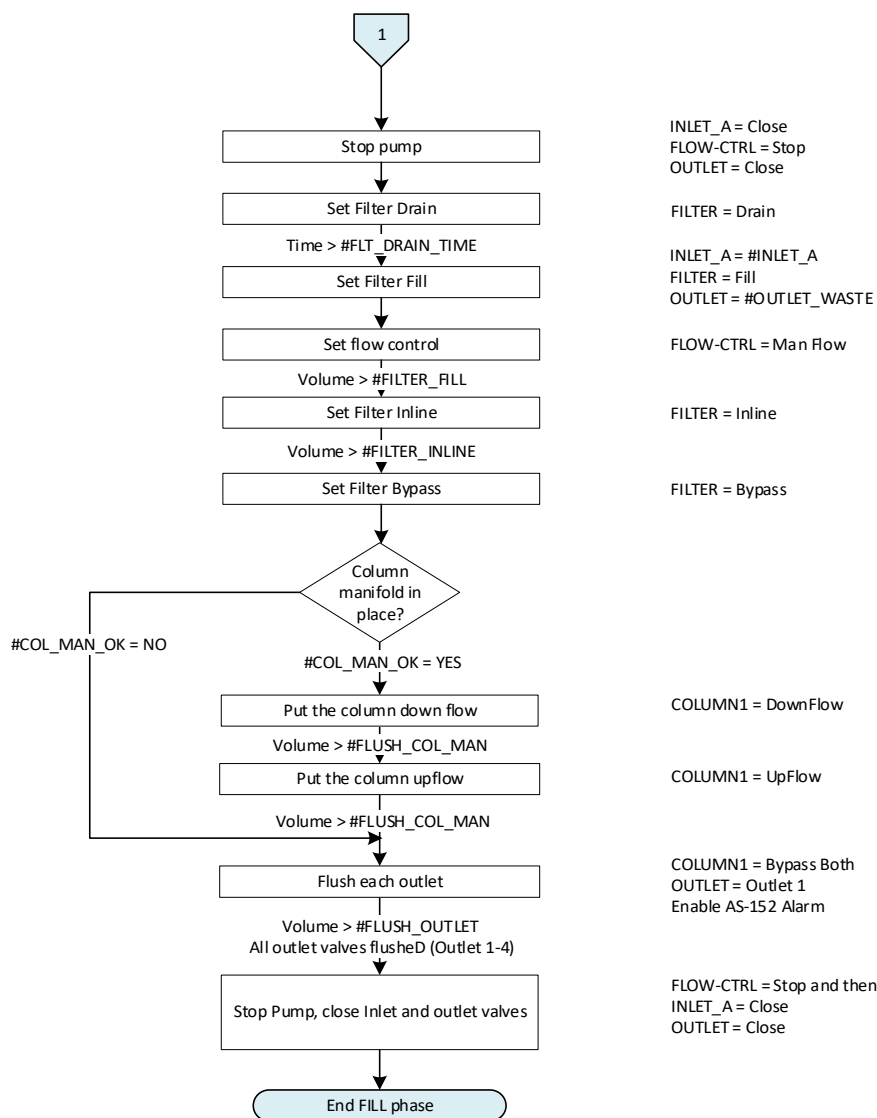 1
Stop pump
INLET_A = Close
FLOW-CTRL = Stop
OUTLET = Close
Set Filter Drain
FILTER = Drain
Time > #FLT_DRAIN_TIME
Set Filter Fill
INLET_A = #INLET_A
FILTER = Fill
OUTLET = #OUTLET_WASTE
Set flow control
FLOW-CTRL = Man Flow
Volume > #FILTER_FILL
Set Filter Inline
FILTER = Inline
Volume > #FILTER_INLINE
Set Filter Bypass
FILTER = Bypass
Column
manifold in
place?
#COL_MAN_OK = NO
#COL_MAN_OK = YES
Put the column down flow
COLUMN1 = DownFlow
Volume > #FLUSH_COL_MAN
Put the column upflow
COLUMN1 = UpFlow
Volume > #FLUSH_COL_MAN
Flush each outlet
COLUMN1 = Bypass Both
OUTLET = Outlet 1
Enable AS-152 Alarm
Volume > #FLUSH_OUTLET
All outlet valves flusheD (Outlet 1-4)
Stop Pump, close Inlet and outlet valves
FLOW-CTRL = Stop and then
INLET_A = Close
OUTLET = Close
End FILL phase